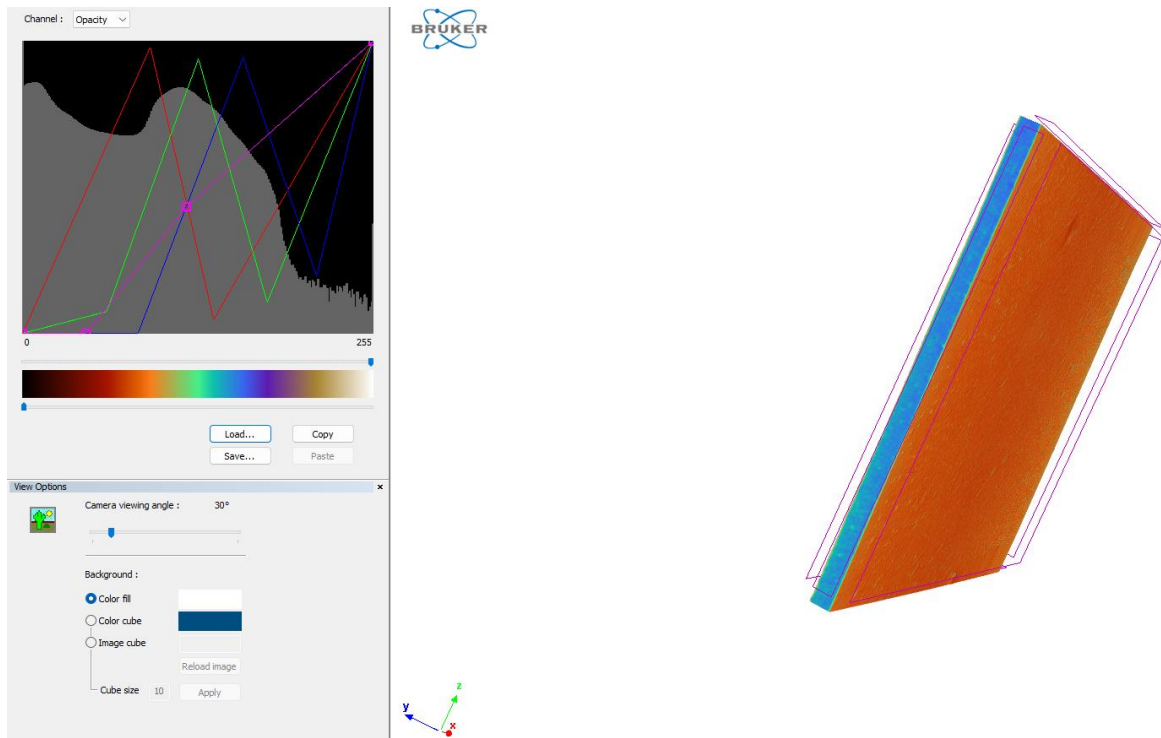 Channel : Opacity
BRUKER
0 255
Load... Copy
Save... Paste
View Options
Camera viewing angle : 30°
Background :
Color fill
Color cube
Image cube
Reload image
Cube size 10 Apply
z
y
x